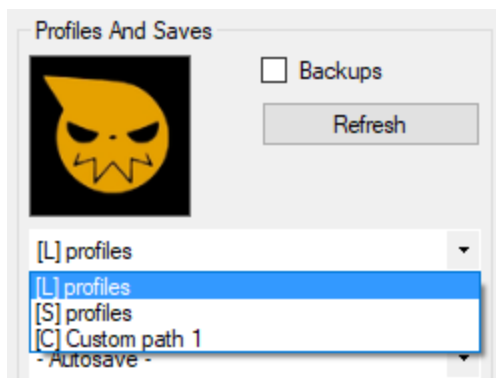 Profiles And Saves
Backups
Refresh
[L] profiles
[L] profiles
[S] profiles
[C] Custom path 1
- Autosave -